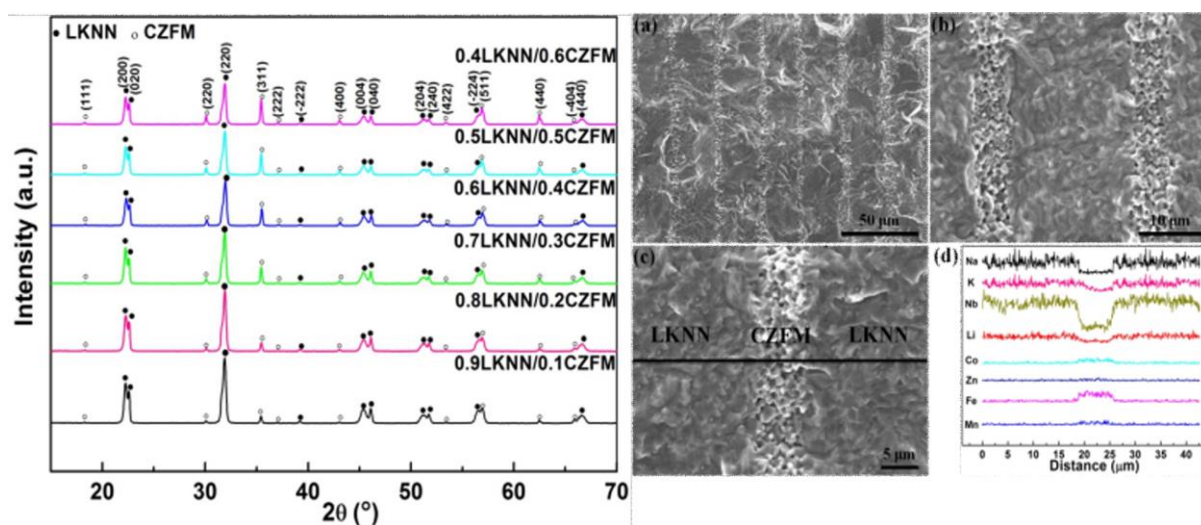 ● LKNN ○ CZFM
0.4LKNN/0.6CZFM
(111)
(200)
(020)
(220)
(220)
(311)
(222)
(-222)
(400)
(004)
(040)
(204)
(240)
(422)
(-224)
(511)
(440)
(-404)
(440)
0.5LKNN/0.5CZFM
0.6LKNN/0.4CZFM
0.7LKNN/0.3CZFM
0.8LKNN/0.2CZFM
0.9LKNN/0.1CZFM
Intensity (a.u.)
20 30 40 50 60 70
2θ (°)
(a)
50 μm
(b)
10 μm
(c)
LKNN CZFM LKNN
5 μm
(d)
Na
K
Nb
Li
Co
Zn
Fe
Mn
0 5 10 15 20 25 30 35 40
Distance (μm)